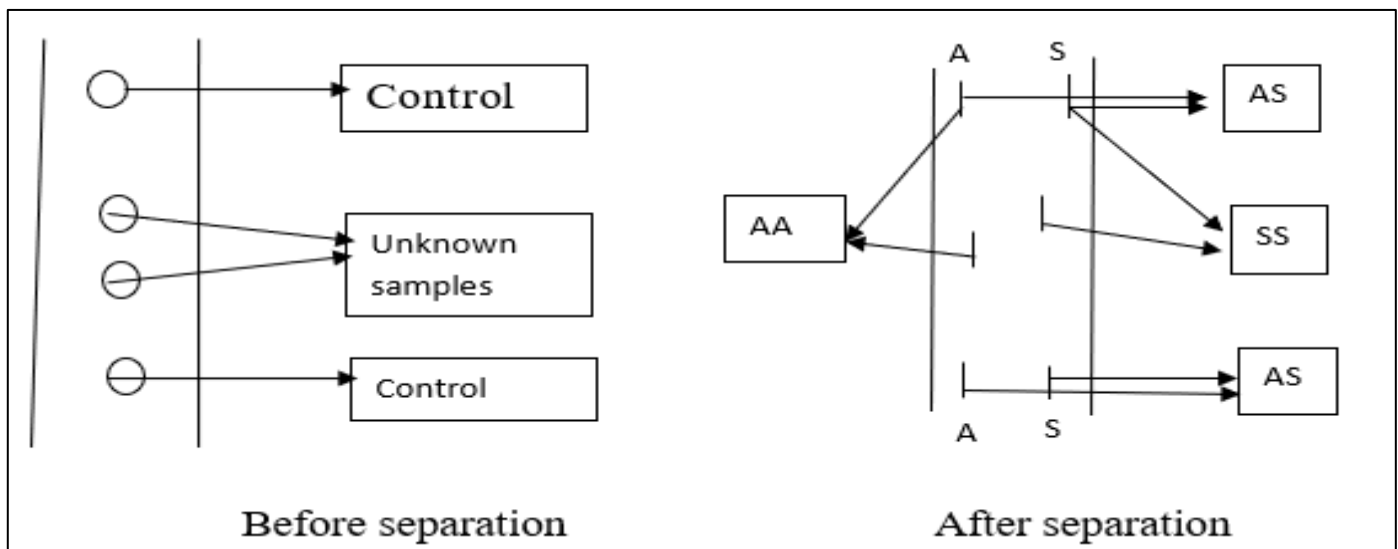 Control
Unknown
samples
Control
Before separation
A
S
AS
AA
SS
AS
A
S
After separation